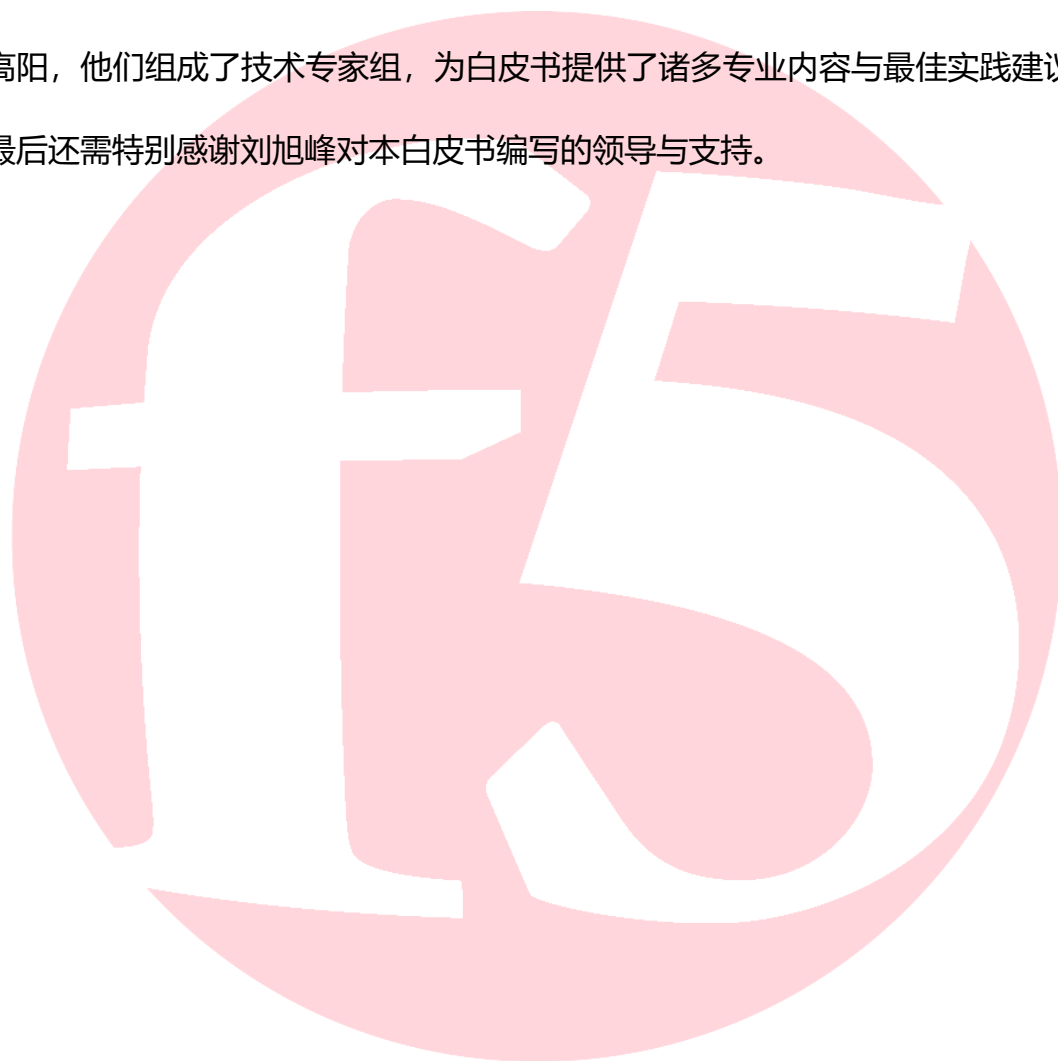 高阳，他们组成了技术专家组，为白皮书提供了诸多专业内容与最佳实践建议
最后还需特别感谢刘旭峰对本白皮书编写的领导与支持。
f5